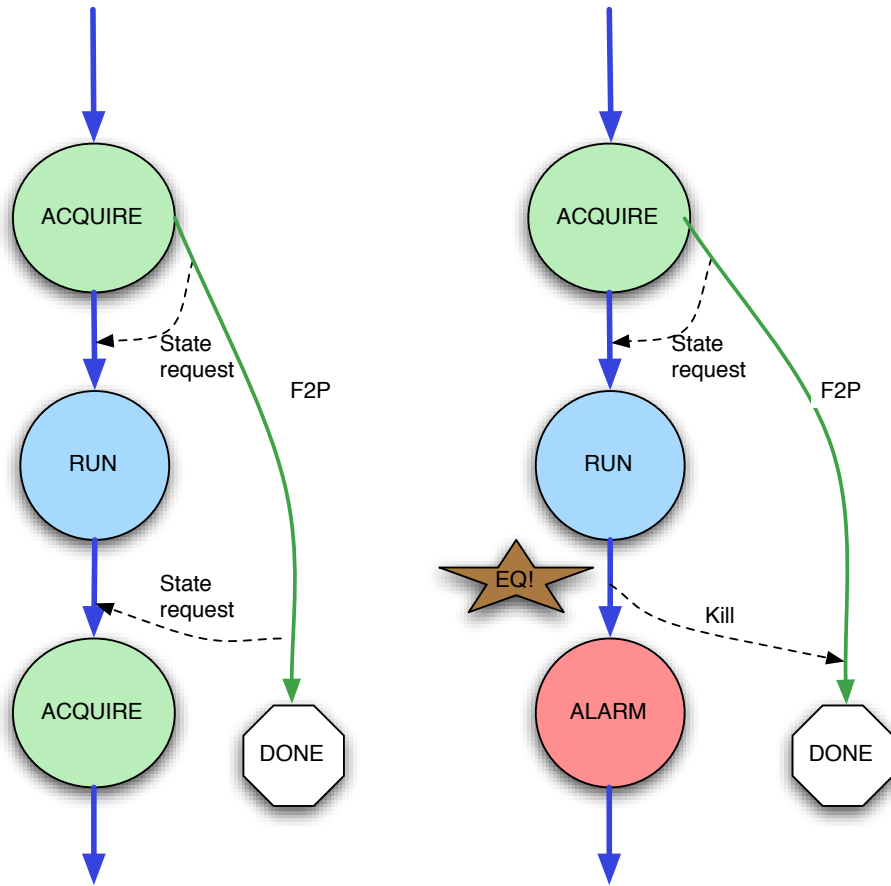 ACQUIRE
State
request
F2P
RUN
State
request
ACQUIRE
DONE
ACQUIRE
State
request
F2P
RUN
EQ!
Kill
ALARM
DONE